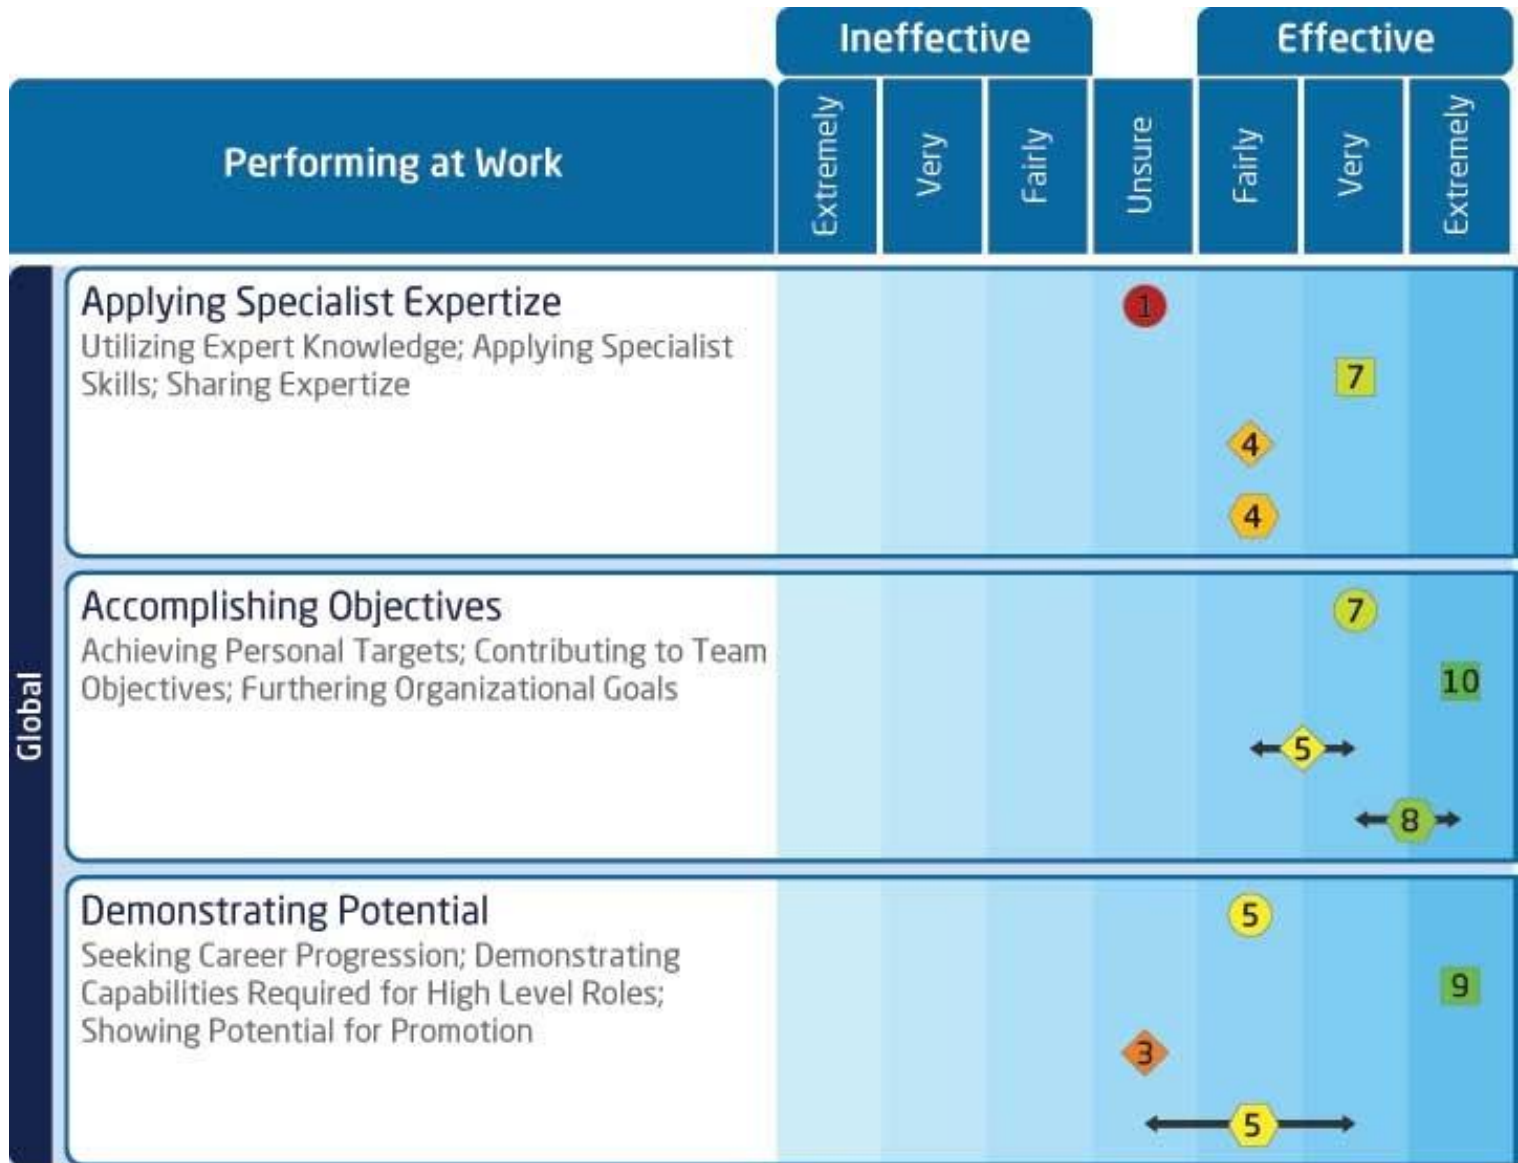 Ineffective
Effective
Performing at Work
Extremely
Very
Fairly
Unsure
Fairly
Very
Extremely
Global
Applying Specialist Expertize
Utilizing Expert Knowledge; Applying Specialist
Skills; Sharing Expertize
1
7
4
4
Accomplishing Objectives
Achieving Personal Targets; Contributing to Team
Objectives; Furthering Organizational Goals
7
10
5
8
Demonstrating Potential
Seeking Career Progression; Demonstrating
Capabilities Required for High Level Roles;
Showing Potential for Promotion
5
9
3
5